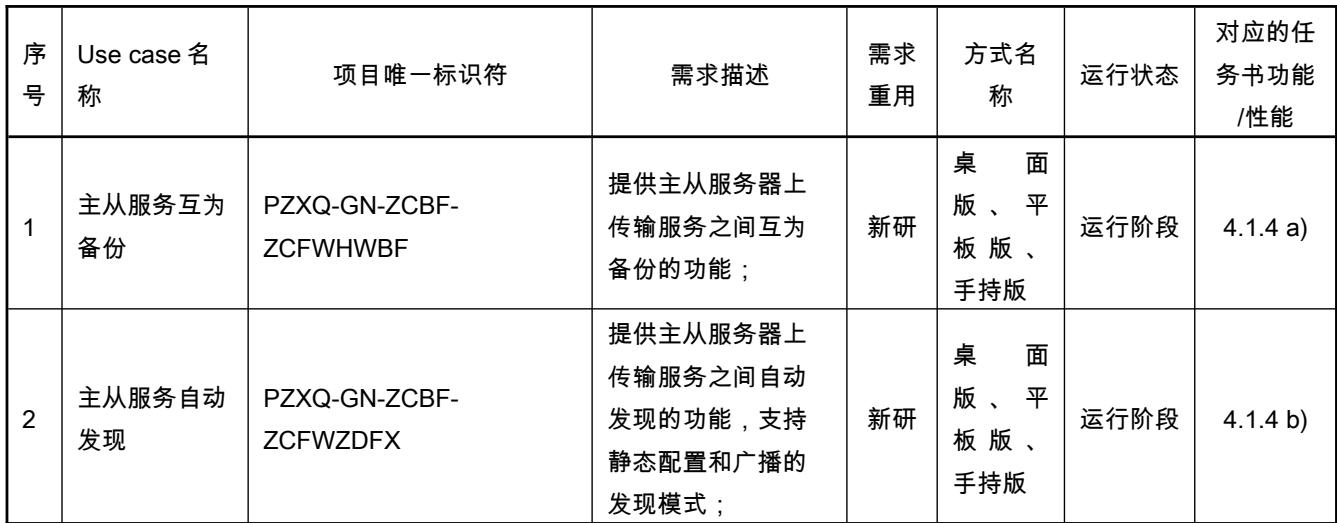 序号
Use case 名称
项目唯一标识符
需求描述
需求重用
方式名称
运行状态
对应的任务书功能/性能
1
主从服务互为
备份
PZXQ-GN-ZCBF-
ZCFWHWBF
提供主从服务器上
传输服务之间互为
备份的功能；
新研
桌面
版、平
板版、
手持版
运行阶段
4.1.4 a)
2
主从服务自动
发现
PZXQ-GN-ZCBF-
ZCFWZDFX
提供主从服务器上
传输服务之间自动
发现的功能，支持
静态配置和广播的
发现模式；
新研
桌面
版、平
板版、
手持版
运行阶段
4.1.4 b)